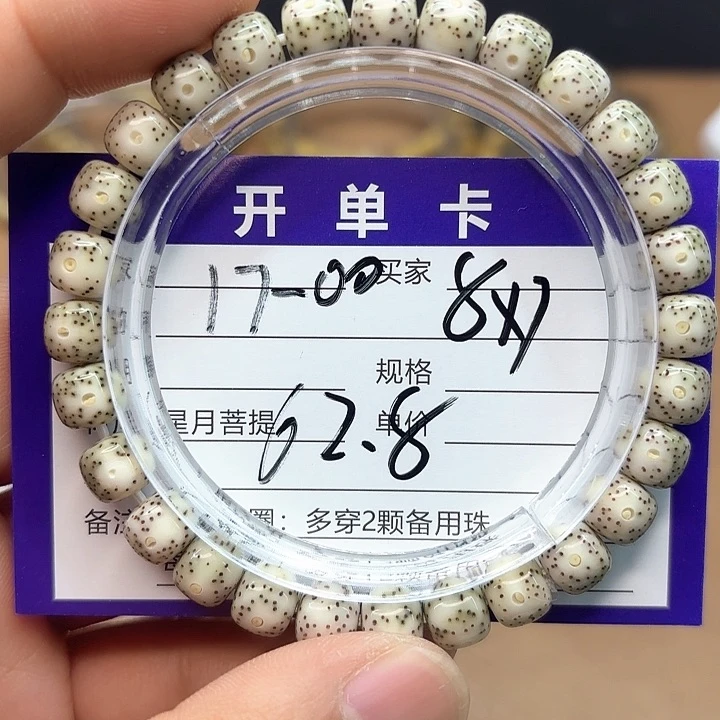 开单卡
17-00 买家 8X7
规格
星月菩提 62.8 单价
备注 圈：多穿2颗备用珠